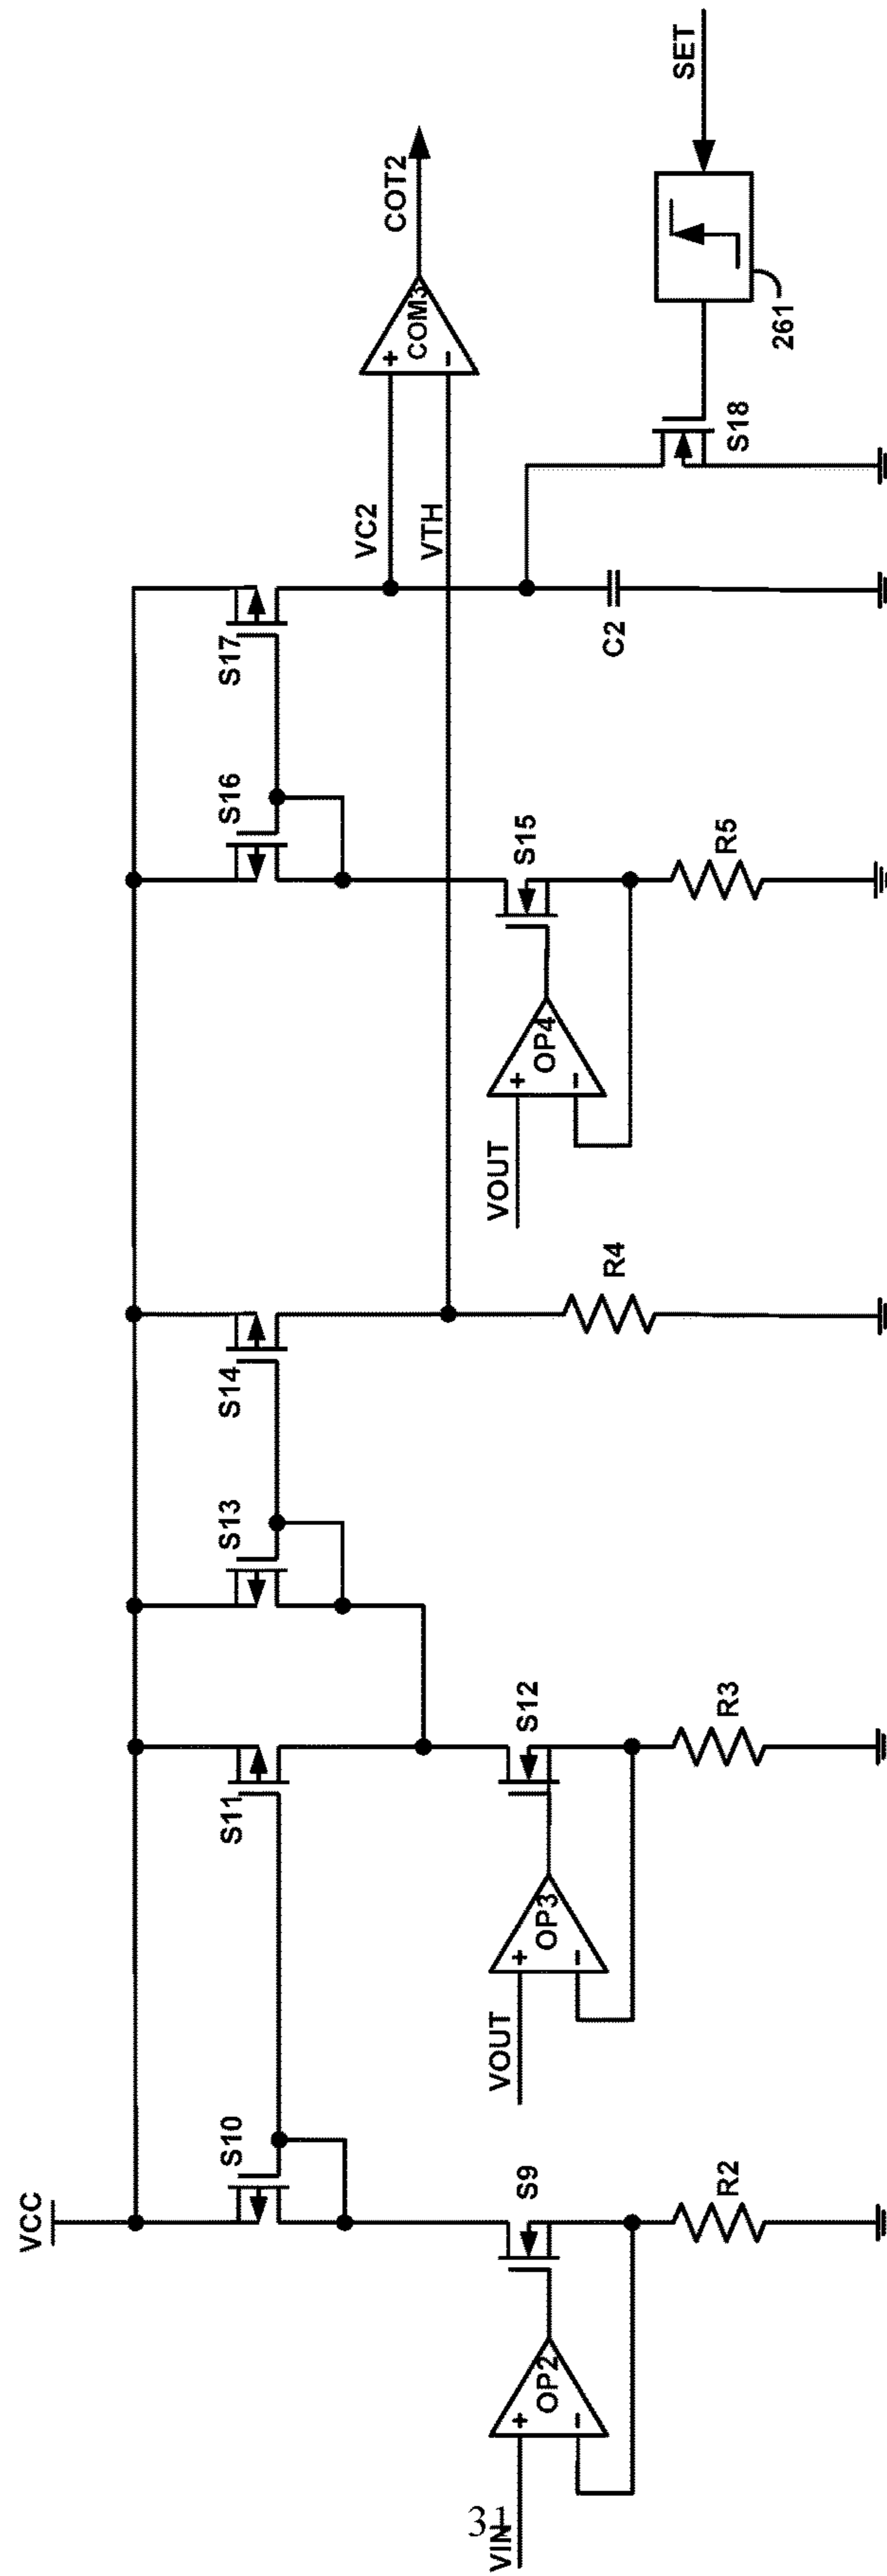 VCC
S10
S11
S13
S14
S16
S17
VIN
OP2
+
-
S9
R2
VOUT
OP3
+
-
S12
R3
R4
VOUT
OP4
+
-
S15
R5
VC2
VTH
C2
COM3
+
-
COT2
S18
261
SET
31